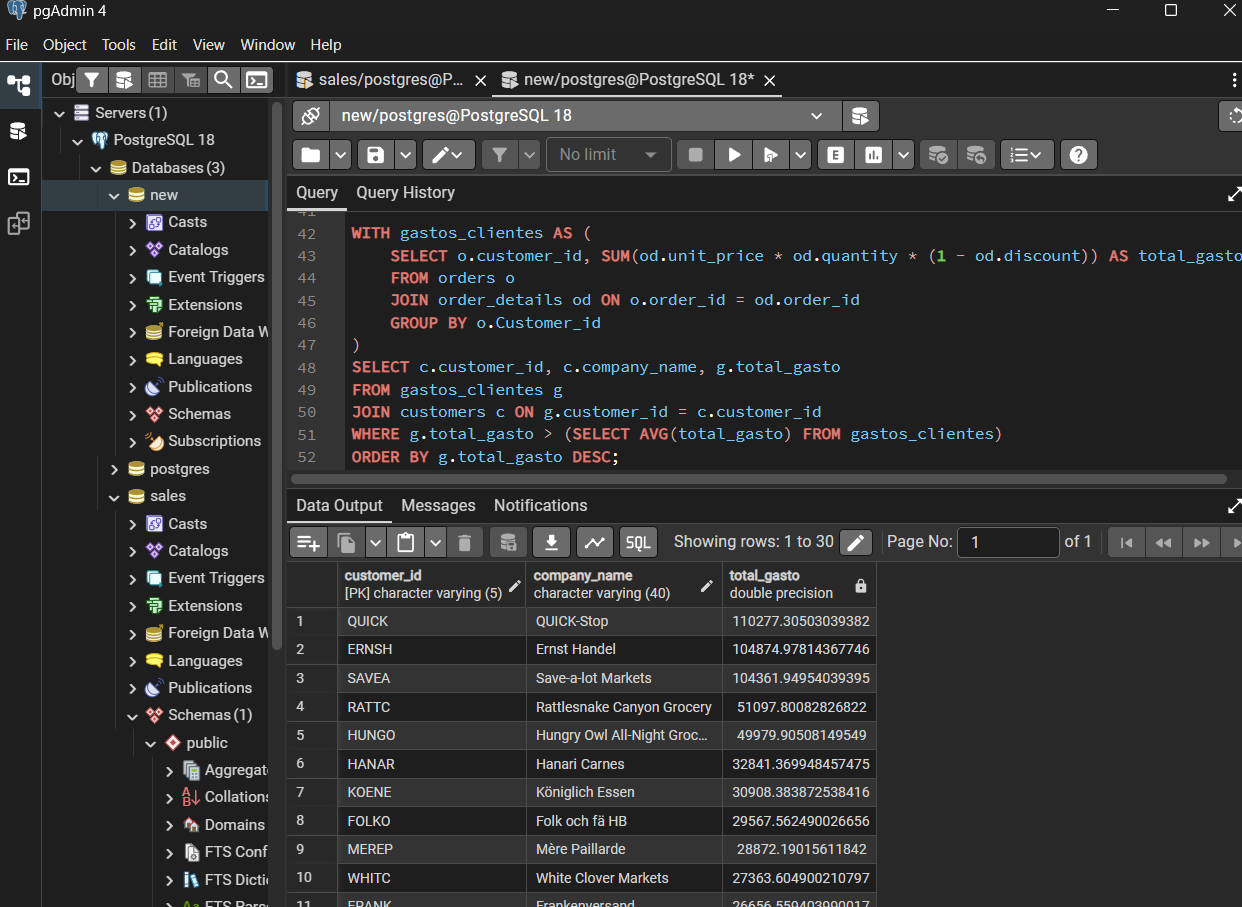 pgAdmin 4
File Object Tools Edit View Window Help
Obj
sales/postgres@P...
new/postgres@PostgreSQL 18*
Servers (1)
PostgreSQL 18
Databases (3)
new
Casts
Catalogs
Event Triggers
Extensions
Foreign Data W
Languages
Publications
Schemas
Subscriptions
postgres
sales
Casts
Catalogs
Event Triggers
Extensions
Foreign Data W
Languages
Publications
Schemas (1)
public
Aggregat
Collations
Domains
FTS Conf
FTS Dictio
FTS Pars
new/postgres@PostgreSQL 18
No limit
E
Query Query History
41
42 WITH gastos_clientes AS (
43 SELECT o.customer_id, SUM(od.unit_price * od.quantity * (1 - od.discount)) AS total_gasto
44 FROM orders o
45 JOIN order_details od ON o.order_id = od.order_id
46 GROUP BY o.Customer_id
47 )
48 SELECT c.customer_id, c.company_name, g.total_gasto
49 FROM gastos_clientes g
50 JOIN customers c ON g.customer_id = c.customer_id
51 WHERE g.total_gasto > (SELECT AVG(total_gasto) FROM gastos_clientes)
52 ORDER BY g.total_gasto DESC;
Data Output Messages Notifications
SQL Showing rows: 1 to 30 Page No: 1 of 1
customer_id company_name total_gasto
[PK] character varying (5) character varying (40) double precision
1 QUICK QUICK-Stop 110277.30503039382
2 ERNSH Ernst Handel 104874.97814367746
3 SAVEA Save-a-lot Markets 104361.94954039395
4 RATTC Rattlesnake Canyon Grocery 51097.80082826822
5 HUNGO Hungry Owl All-Night Groc... 49979.90508149549
6 HANAR Hanari Carnes 32841.369948457475
7 KOENE Königlich Essen 30908.383872538416
8 FOLKO Folk och fä HB 29567.562490026656
9 MEREP Mère Paillarde 28872.19015611842
10 WHITC White Clover Markets 27363.604900210797
11 FRANK Frankenversand 26656.559403990017